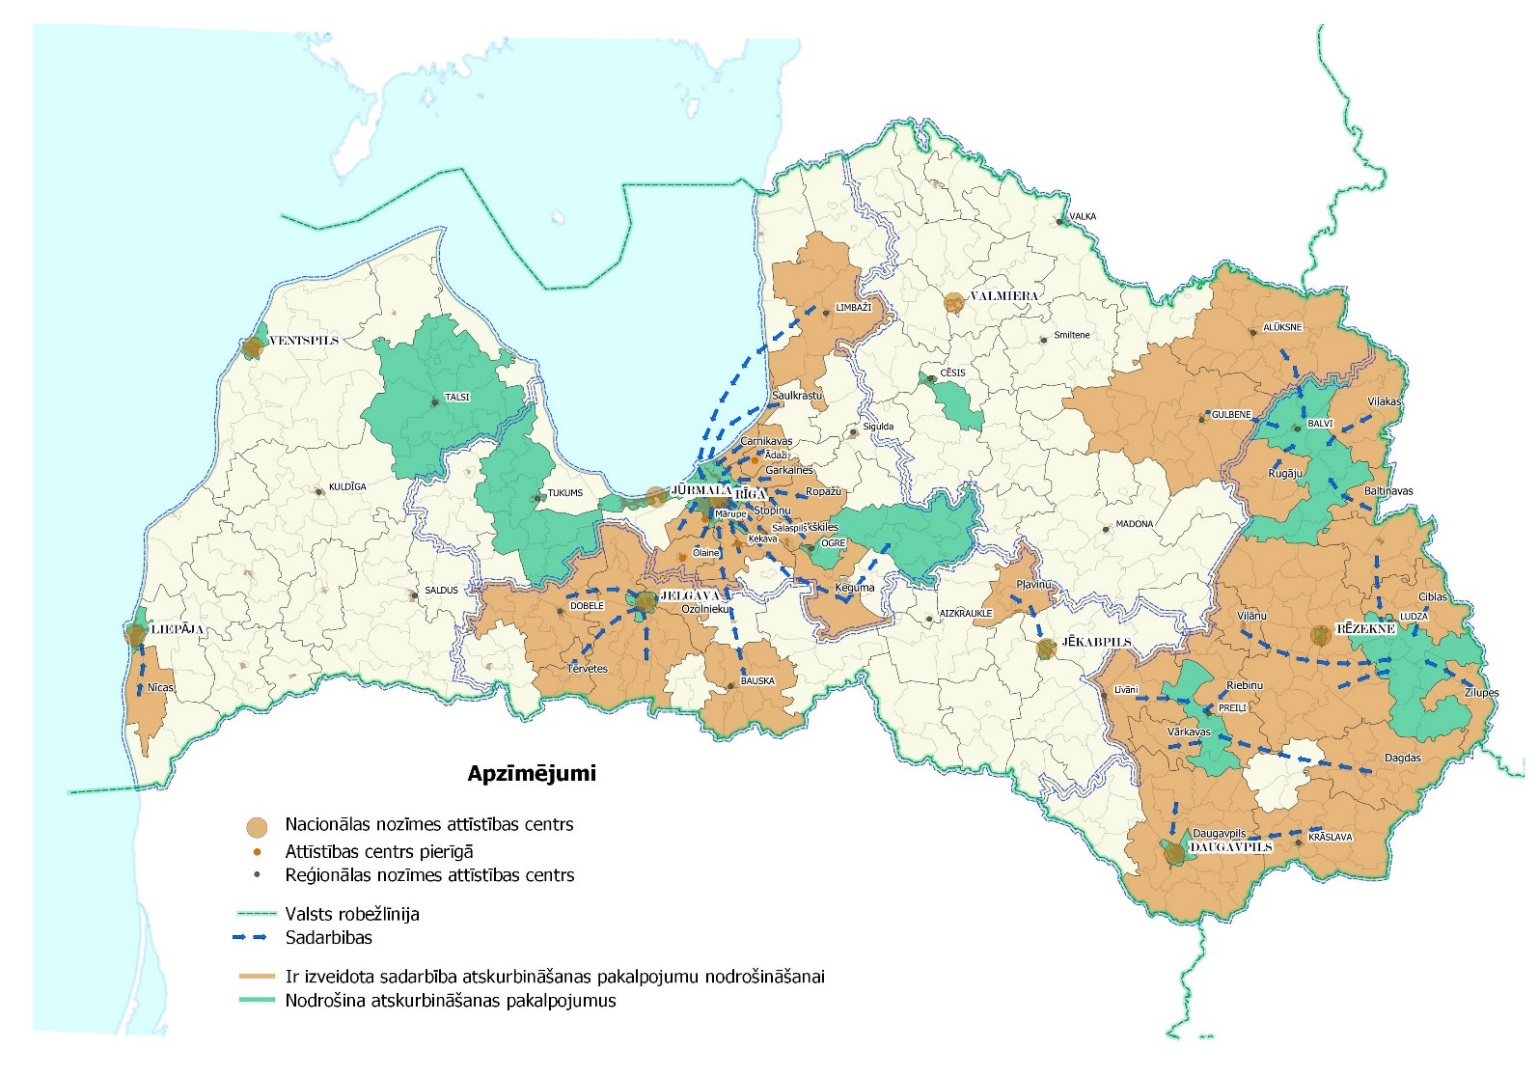 VALKA
VALMIERA
LIMBAŽI
ALŪKSNE
VENTSPILS
Smiltene
CĒSIS
TALSI
Saulkrastu
Viļakas
GULBENE
BALVI
Sigulda
Carnikavas
Ādaži
Garkalnes
Rugāju
KULDĪGA
TUKUMS
JŪRMALA
RĪGA
Ropažu
Baltinavas
Mārupe
Stopiņu
Salaspils
Ikšķiles
MADONA
Ķekava
OGRE
Olaine
SALDUS
JELGAVA
Ķeguma
Pļaviņu
DOBELE
Ozolnieku
AIZKRAUKLE
Ciblas
Viļānu
LUDZA
LIEPĀJA
RĒZEKNE
JĒKABPILS
Tērvetes
BAUSKA
Nīcas
Līvāni
Riebiņu
Zilupes
PREIĻI
Vārkavas
Dagdas
Daugavpils
KRĀSLAVA
DAUGAVPILS
Apzīmējumi
Nacionālas nozīmes attīstības centrs
Attīstības centrs pierīgā
Reģionālas nozīmes attīstības centrs
Valsts robežlīnija
Sadarbibas
Ir izveidota sadarbība atskurbināšanas pakalpojumu nodrošināšanai
Nodrošina atskurbināšanas pakalpojumus